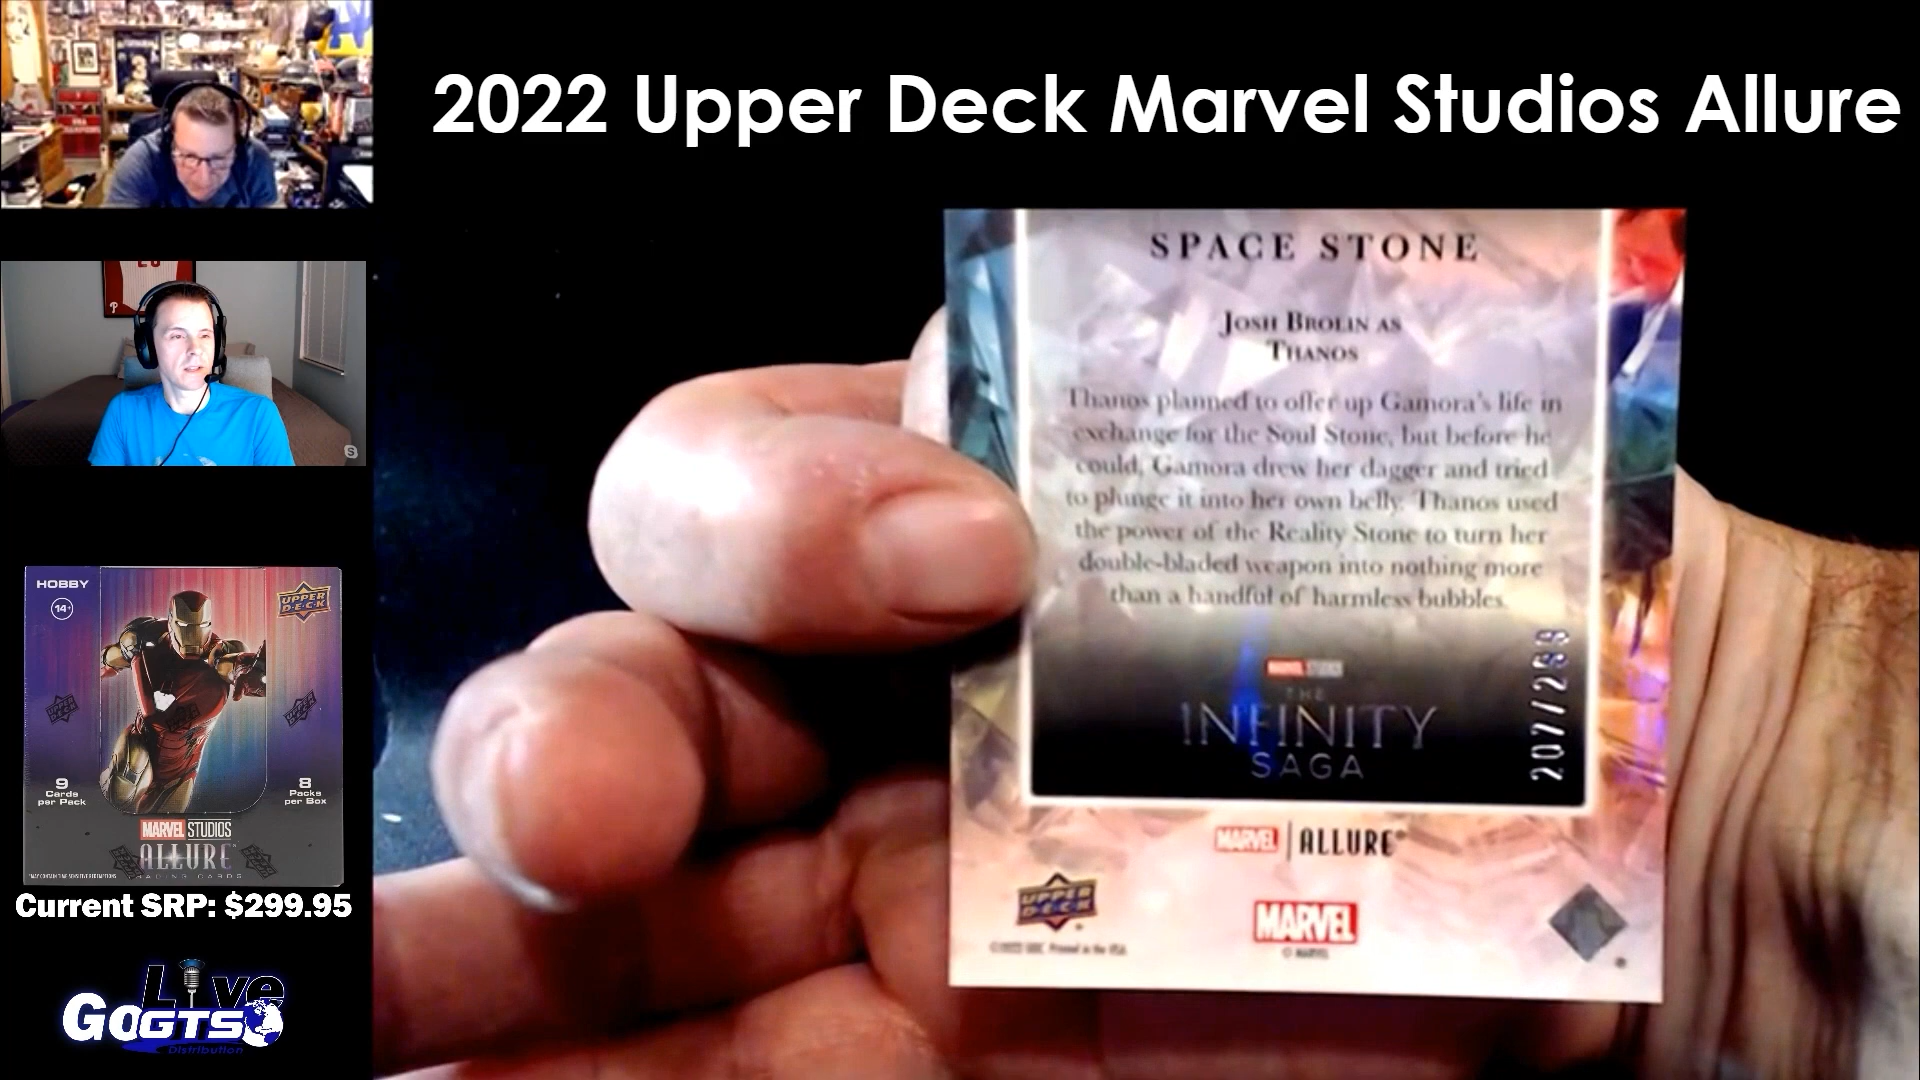 2022 Upper Deck Marvel Studios Allure
SPACE STONE
JOSH BROLIN AS
THANOS
Thanos planned to offer up Gamora's life in
exchange for the Soul Stone, but before he
could, Gamora drew her dagger and tried
to plunge it into her own belly. Thanos used
the power of the Reality Stone to turn her
double-bladed weapon into nothing more
than a handful of harmless bubbles.
MARVEL STUDIOS
THE
INFINITY
SAGA
MARVEL | ALLURE
UPPER
DECK
MARVEL
© MARVEL
HOBBY
14+
UPPER
DECK
9
Cards
per Pack
8
Packs
per Box
MARVEL STUDIOS
ALLURE
TRADING CARDS
Current SRP: $299.95
Live
GoGTS
Distribution